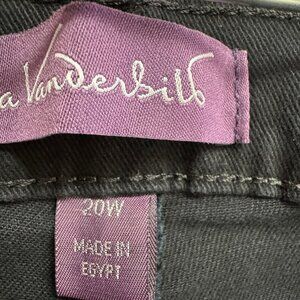 a Vanderbilt
20W
MADE IN
EGYPT